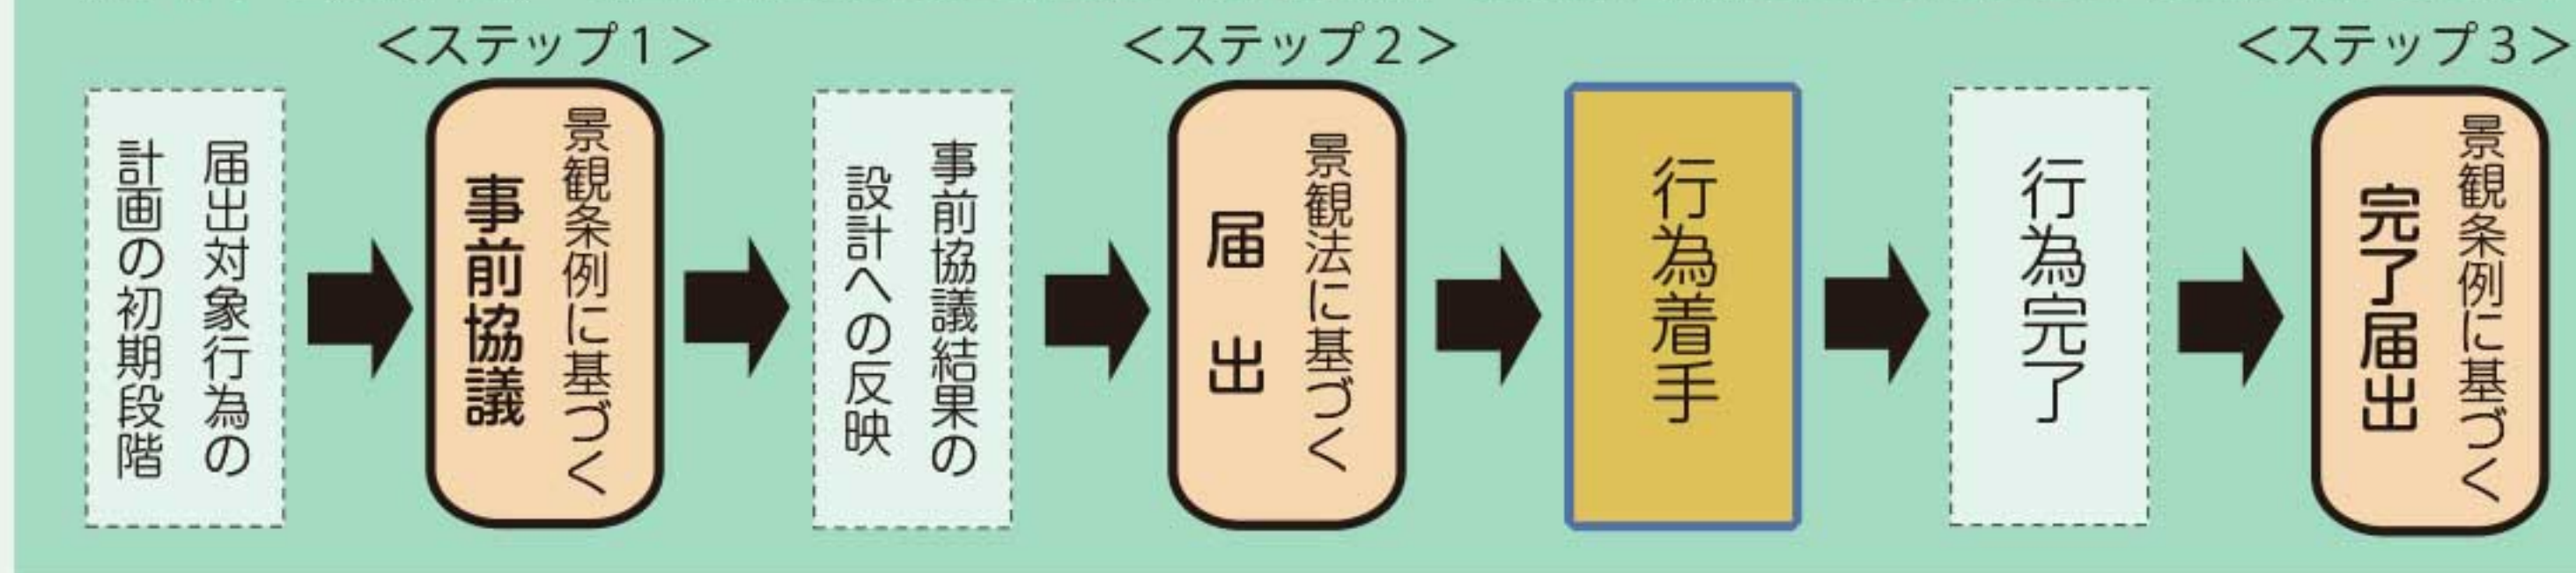 ＜ステップ１＞
＜ステップ２＞
＜ステップ３＞
届出対象行為の
計画の初期段階
景観条例に基づく
事前協議
事前協議結果の
設計への反映
景観法に基づく
届出
行為着手
行為完了
景観条例に基づく
完了届出